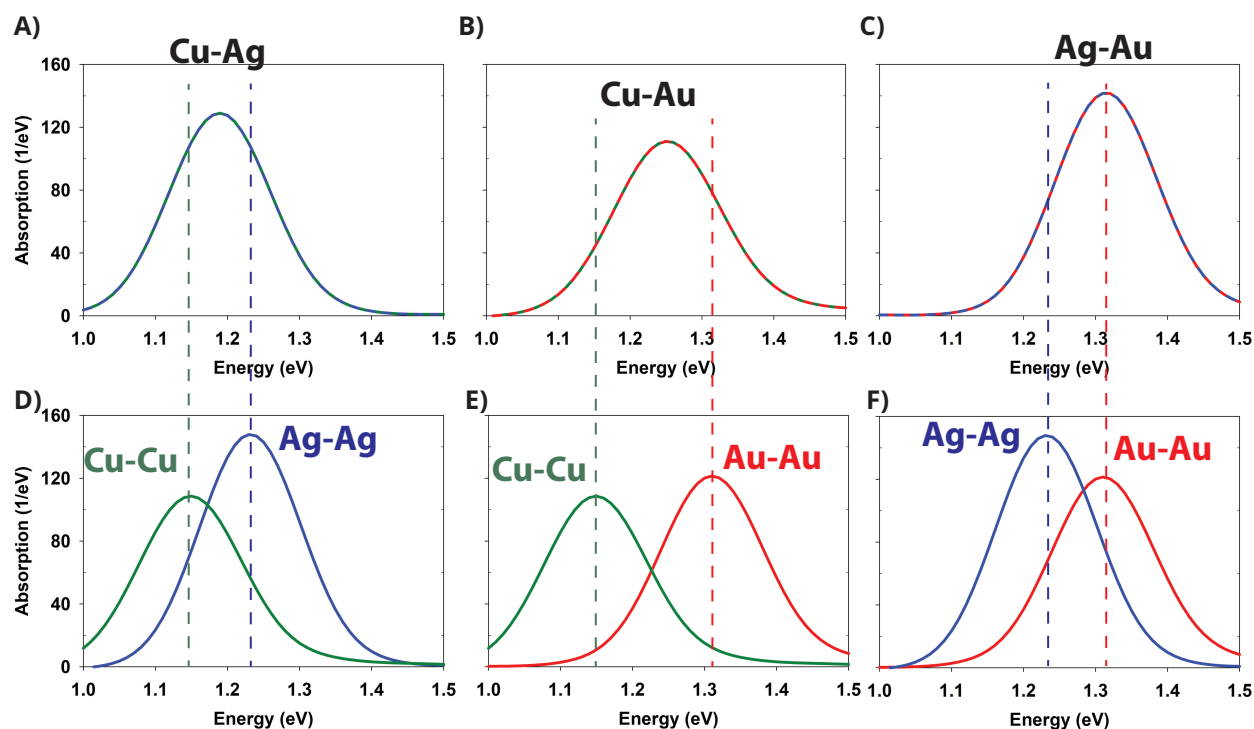 A)
Cu-Ag
160
120
80
40
0
Absorption (1/eV)
1.0 1.1 1.2 1.3 1.4 1.5
Energy (eV)
B)
Cu-Au
1.0 1.1 1.2 1.3 1.4 1.5
Energy (eV)
C)
Ag-Au
1.0 1.1 1.2 1.3 1.4 1.5
Energy (eV)
D)
160
120
80
40
0
Absorption (1/eV)
Cu-Cu
Ag-Ag
1.0 1.1 1.2 1.3 1.4 1.5
Energy (eV)
E)
Cu-Cu
Au-Au
1.0 1.1 1.2 1.3 1.4 1.5
Energy (eV)
F)
Ag-Ag
Au-Au
1.0 1.1 1.2 1.3 1.4 1.5
Energy (eV)